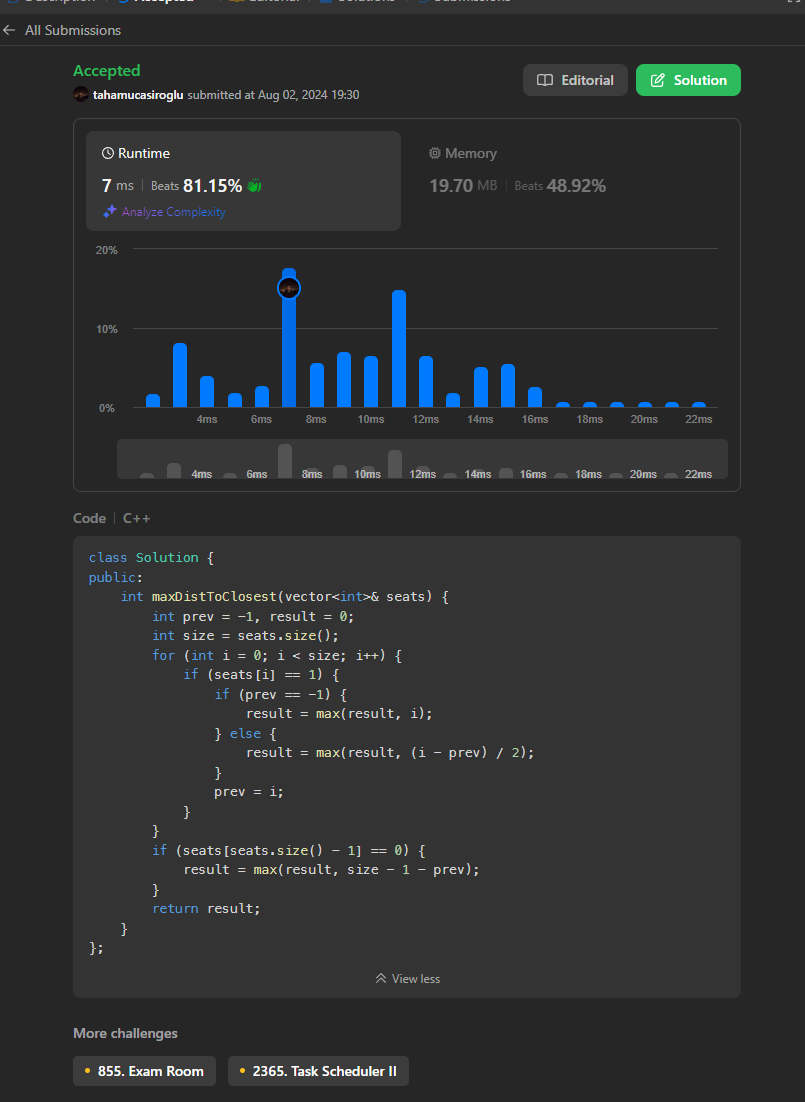 Description
Accepted
Editorial
Solutions
Submissions
All Submissions
Accepted
tahamucasiroglu submitted at Aug 02, 2024 19:30
Editorial
Solution
Runtime
7 ms
Beats 81.15%
Analyze Complexity
Memory
19.70 MB
Beats 48.92%
20%
10%
0%
4ms 6ms 8ms 10ms 12ms 14ms 16ms 18ms 20ms 22ms
4ms 6ms 8ms 10ms 12ms 14ms 16ms 18ms 20ms 22ms
Code | C++
class Solution {
public:
    int maxDistToClosest(vector<int>& seats) {
        int prev = -1, result = 0;
        int size = seats.size();
        for (int i = 0; i < size; i++) {
            if (seats[i] == 1) {
                if (prev == -1) {
                    result = max(result, i);
                } else {
                    result = max(result, (i - prev) / 2);
                }
                prev = i;
            }
        }
        if (seats[seats.size() - 1] == 0) {
            result = max(result, size - 1 - prev);
        }
        return result;
    }
};
View less
More challenges
855. Exam Room
2365. Task Scheduler II